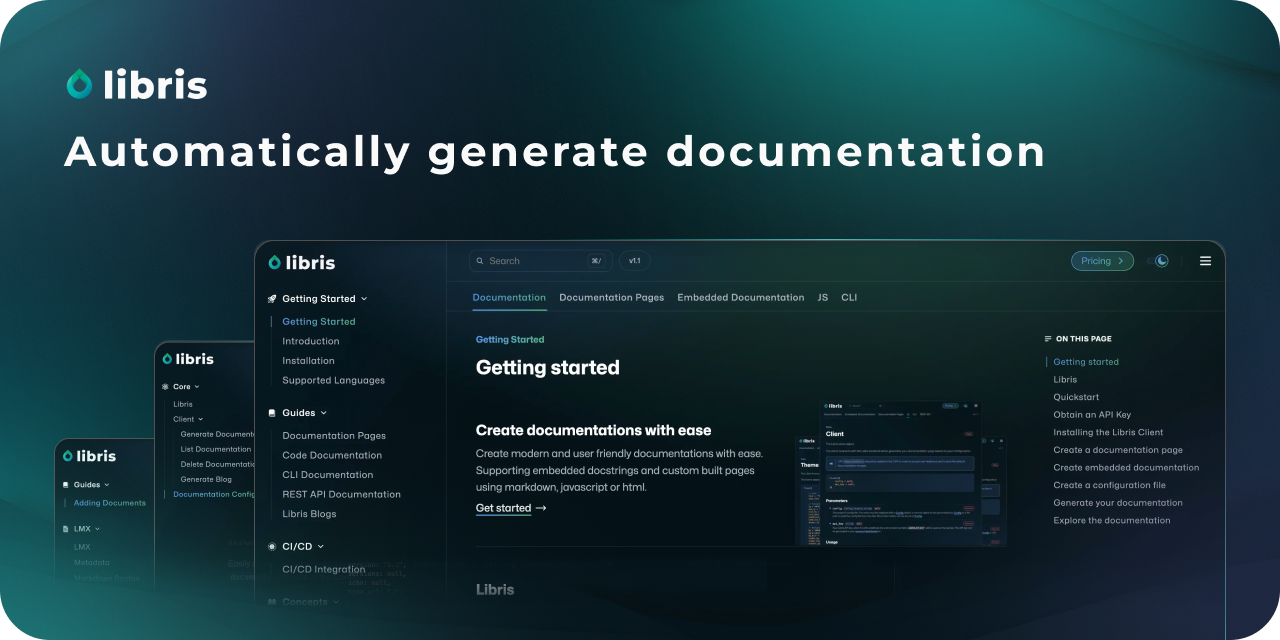 libris
Automatically generate documentation
libris
Search
⌘/
v1.1
Pricing
Getting Started
Getting Started
Introduction
Installation
Supported Languages
Guides
Documentation Pages
Code Documentation
CLI Documentation
REST API Documentation
Libris Blogs
CI/CD
CI/CD Integration
Concepts
Documentation
Documentation Pages
Embedded Documentation
JS
CLI
Getting Started
Getting started
Create documentations with ease
Create modern and user friendly documentations with ease.
Supporting embedded docstrings and custom built pages
using markdown, javascript or html.
Get started →
Libris
libris
Client
Parameters
Usage
libris
Theme
ON THIS PAGE
Getting started
Libris
Quickstart
Obtain an API Key
Installing the Libris Client
Create a documentation page
Create embedded documentation
Create a configuration file
Generate your documentation
Explore the documentation
libris
Core
Libris
Client
Generate Document
List Documentation
Delete Documentatio
Generate Blog
Documentation Config
libris
Guides
Adding Documents
LMX
LMX
Metadata